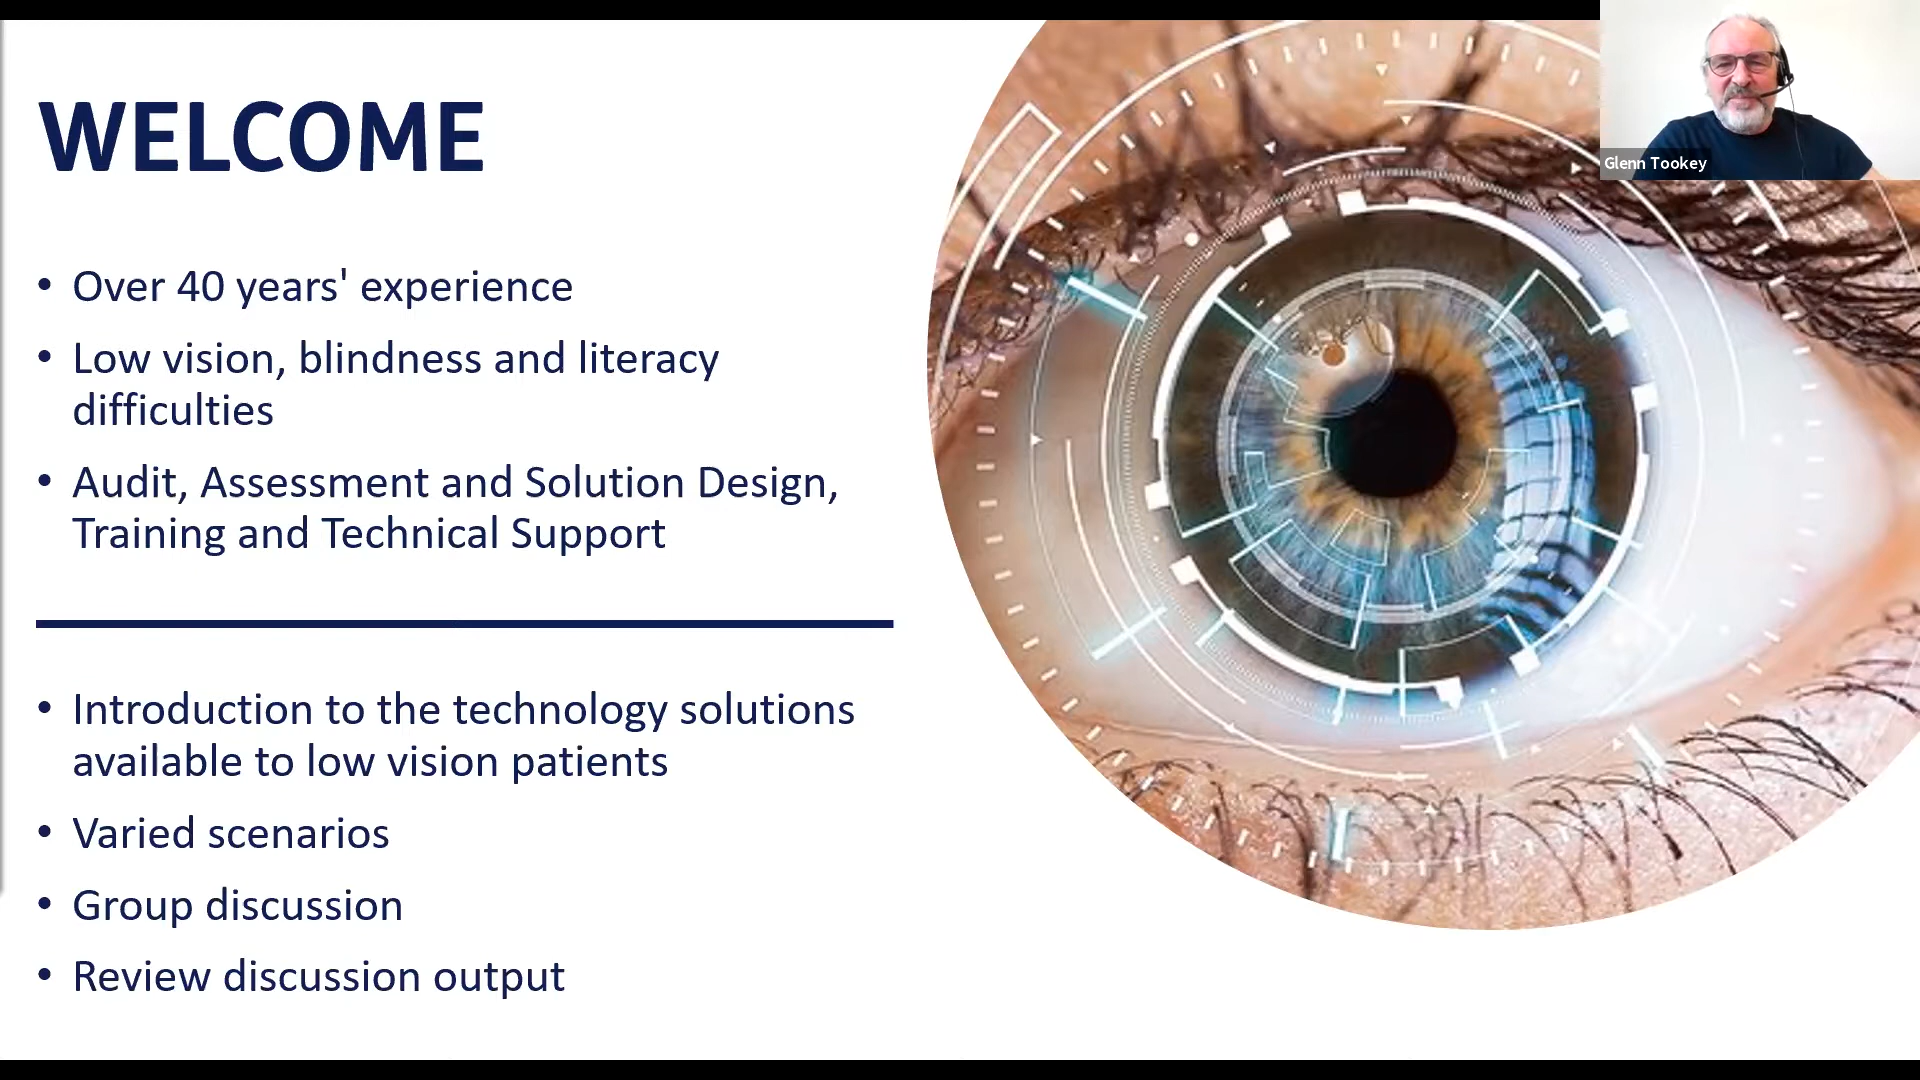 WELCOME
• Over 40 years' experience
• Low vision, blindness and literacy
difficulties
• Audit, Assessment and Solution Design,
Training and Technical Support
• Introduction to the technology solutions
available to low vision patients
• Varied scenarios
• Group discussion
• Review discussion output
Glenn Tookey